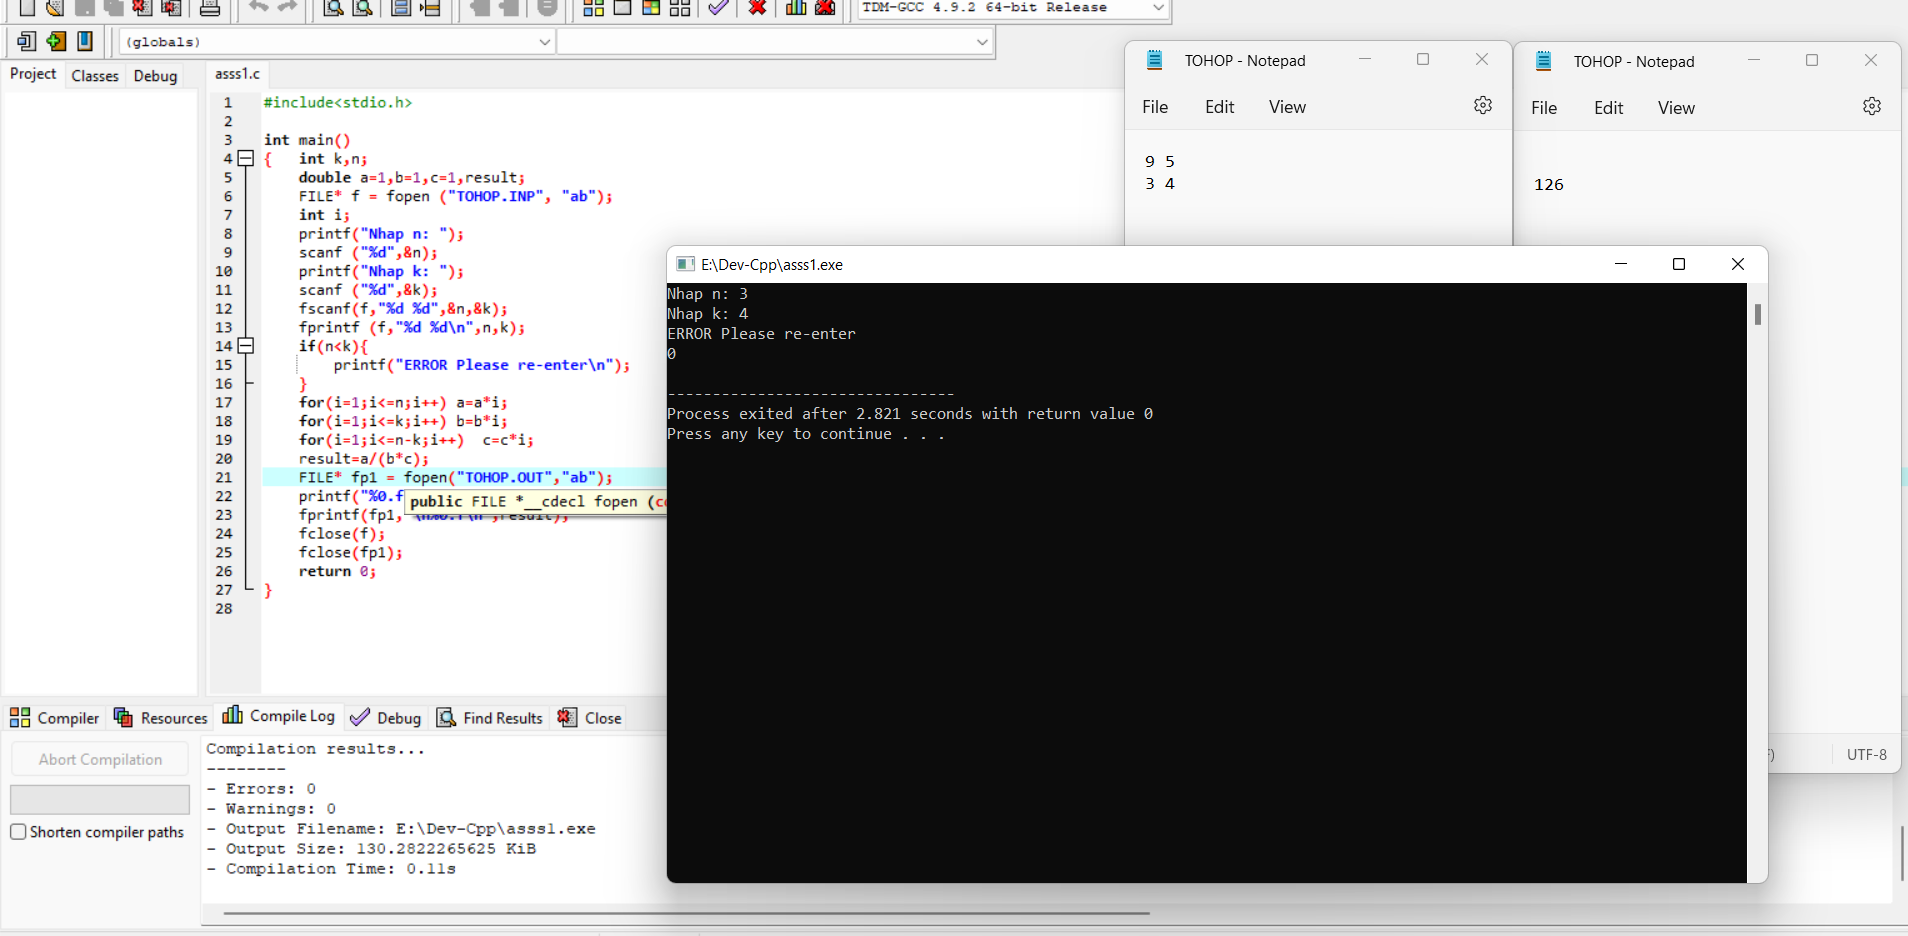 TDM-GCC 4.9.2 64-bit Release
(globals)
Project Classes Debug
asss1.c
1 #include<stdio.h>
2
3 int main()
4 { int k,n;
5 double a=1,b=1,c=1,result;
6 FILE* f = fopen ("TOHOP.INP", "ab");
7 int i;
8 printf("Nhap n: ");
9 scanf ("%d",&n);
10 printf("Nhap k: ");
11 scanf ("%d",&k);
12 fscanf(f,"%d %d",&n,&k);
13 fprintf (f,"%d %d\n",n,k);
14 if(n<k){
15 printf("ERROR Please re-enter\n");
16 }
17 for(i=1;i<=n;i++) a=a*i;
18 for(i=1;i<=k;i++) b=b*i;
19 for(i=1;i<=n-k;i++) c=c*i;
20 result=a/(b*c);
21 FILE* fp1 = fopen("TOHOP.OUT","ab");
22 printf("%0.f
public FILE *__cdecl fopen (
23 fprintf(fp1,"\n%0.f\n",result);
24 fclose(f);
25 fclose(fp1);
26 return 0;
27 }
28
TOHOP - Notepad
File Edit View
9 5
3 4
TOHOP - Notepad
File Edit View
126
UTF-8
E:\Dev-Cpp\asss1.exe
Nhap n: 3
Nhap k: 4
ERROR Please re-enter
0
--------------------------------
Process exited after 2.821 seconds with return value 0
Press any key to continue . . .
Compiler Resources Compile Log Debug Find Results Close
Abort Compilation
Shorten compiler paths
Compilation results...
--------
- Errors: 0
- Warnings: 0
- Output Filename: E:\Dev-Cpp\asss1.exe
- Output Size: 130.2822265625 KiB
- Compilation Time: 0.11s